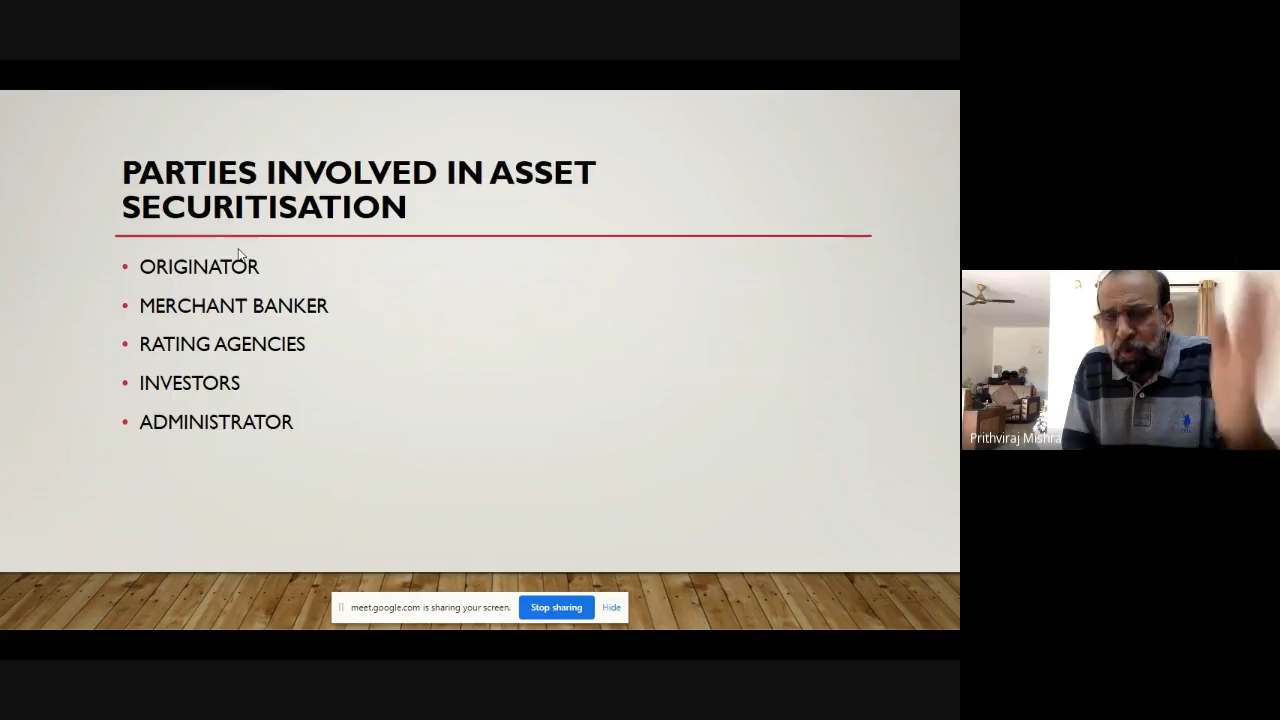 PARTIES INVOLVED IN ASSET
SECURITISATION
• ORIGINATOR
• MERCHANT BANKER
• RATING AGENCIES
• INVESTORS
• ADMINISTRATOR
meet.google.com is sharing your screen.
Stop sharing
Hide
Prithviraj Mishra